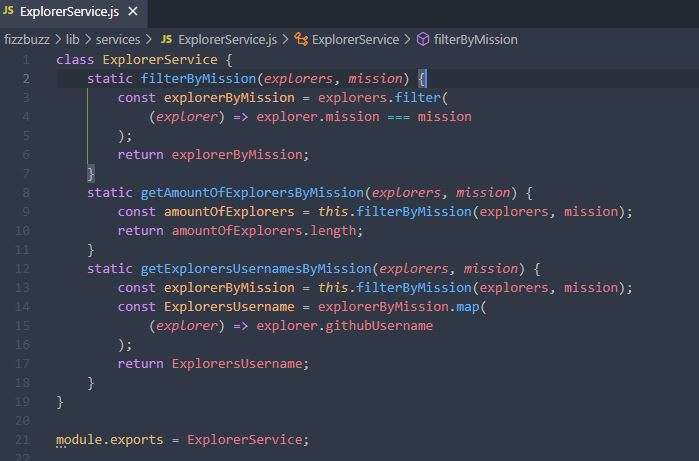 JS ExplorerService.js ×
fizzbuzz > lib > services > JS ExplorerService.js > ExplorerService > filterByMission
1 class ExplorerService {
2     static filterByMission(explorers, mission) {
3         const explorerByMission = explorers.filter(
4             (explorer) => explorer.mission === mission
5         );
6         return explorerByMission;
7     }
8     static getAmountOfExplorersByMission(explorers, mission) {
9         const amountOfExplorers = this.filterByMission(explorers, mission);
10         return amountOfExplorers.length;
11     }
12     static getExplorersUsernamesByMission(explorers, mission) {
13         const explorerByMission = this.filterByMission(explorers, mission);
14         const ExplorersUsername = explorerByMission.map(
15             (explorer) => explorer.githubUsername
16         );
17         return ExplorersUsername;
18     }
19 }
20
21 module.exports = ExplorerService;
22